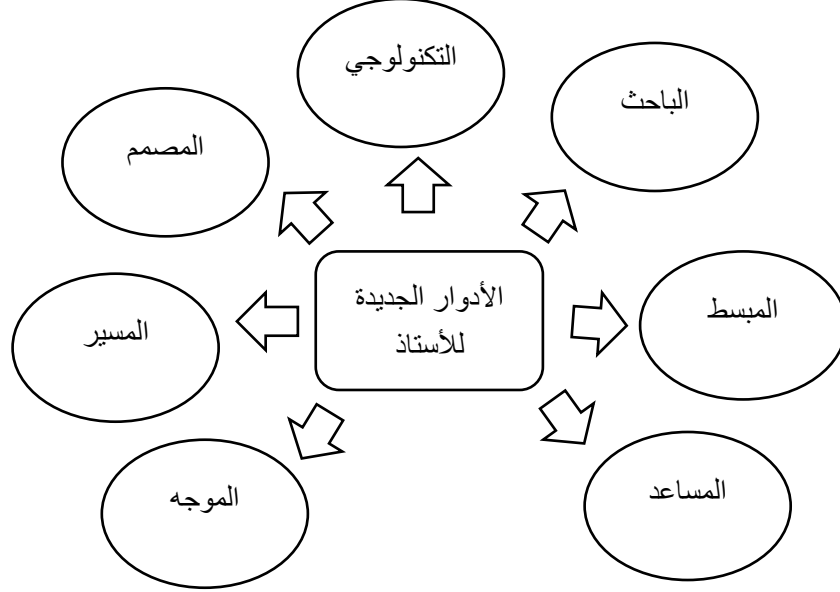 التكنولوجي
الباحث
المصمم
الأدوار الجديدة
للأستاذ
المبسط
المسير
المساعد
الموجه